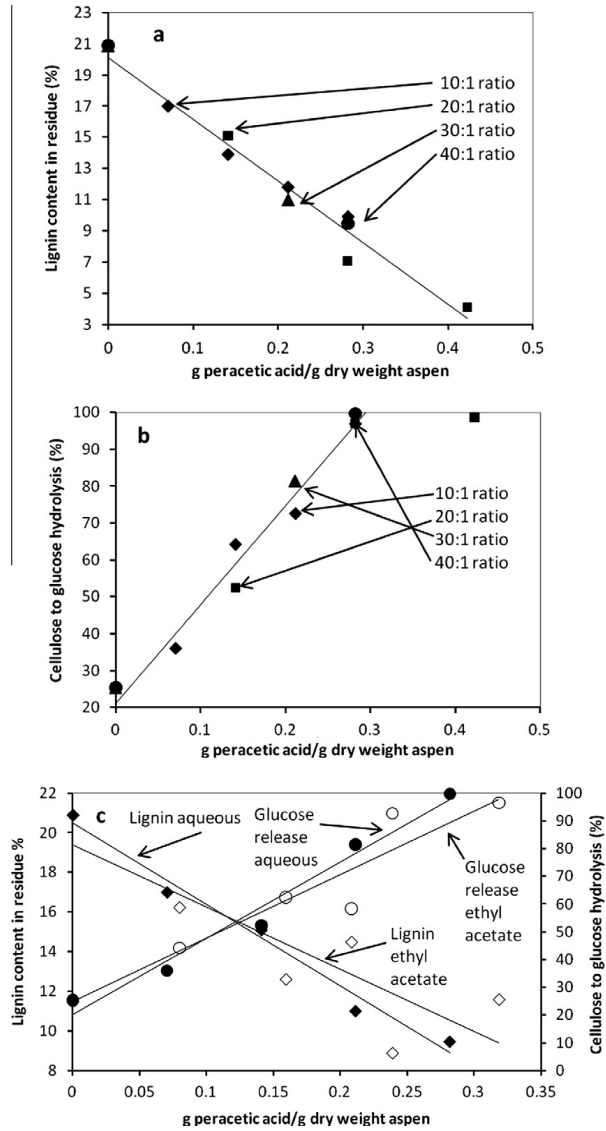 a
23
21
19
17
15
13
11
9
7
5
3
Lignin content in residue (%)
10:1 ratio
20:1 ratio
30:1 ratio
40:1 ratio
0 0.1 0.2 0.3 0.4 0.5
g peracetic acid/g dry weight aspen
b
100
90
80
70
60
50
40
30
20
Cellulose to glucose hydrolysis (%)
10:1 ratio
20:1 ratio
30:1 ratio
40:1 ratio
0 0.1 0.2 0.3 0.4 0.5
g peracetic acid/g dry weight aspen
c
22
20
18
16
14
12
10
8
Lignin content in residue %
Lignin aqueous
Glucose
release
aqueous
Glucose
release
ethyl
acetate
Lignin
ethyl
acetate
100
90
80
70
60
50
40
30
20
10
0
Cellulose to glucose hydrolysis (%)
0 0.05 0.1 0.15 0.2 0.25 0.3 0.35
g peracetic acid/g dry weight aspen